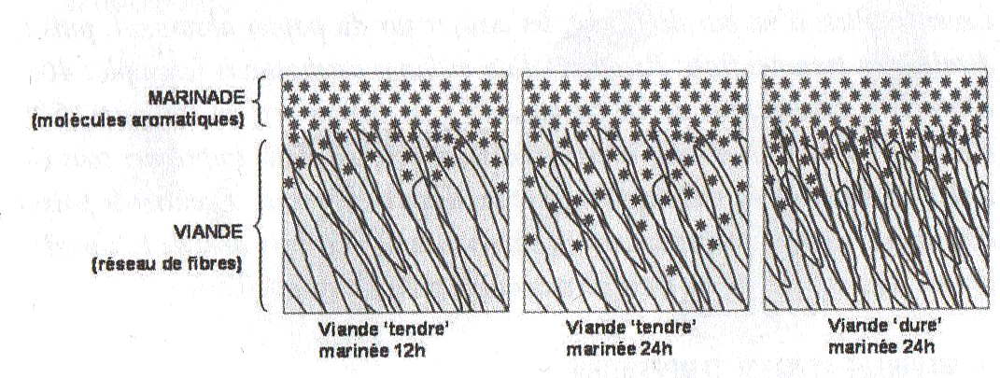 MARINADE
(molécules aromatiques)
VIANDE
(réseau de fibres)
Viande 'tendre'
marinée 12h
Viande 'tendre'
marinée 24h
Viande 'dure'
marinée 24h